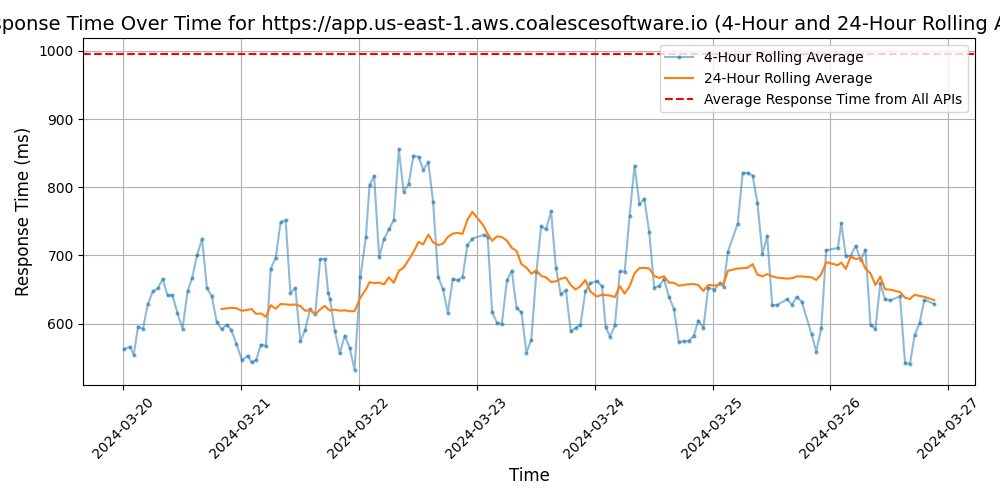 sponse Time Over Time for https://app.us-east-1.aws.coalescesoftware.io (4-Hour and 24-Hour Rolling A
1000
900
800
700
600
Response Time (ms)
4-Hour Rolling Average
24-Hour Rolling Average
Average Response Time from All APIs
2024-03-20
2024-03-21
2024-03-22
2024-03-23
2024-03-24
2024-03-25
2024-03-26
2024-03-27
Time